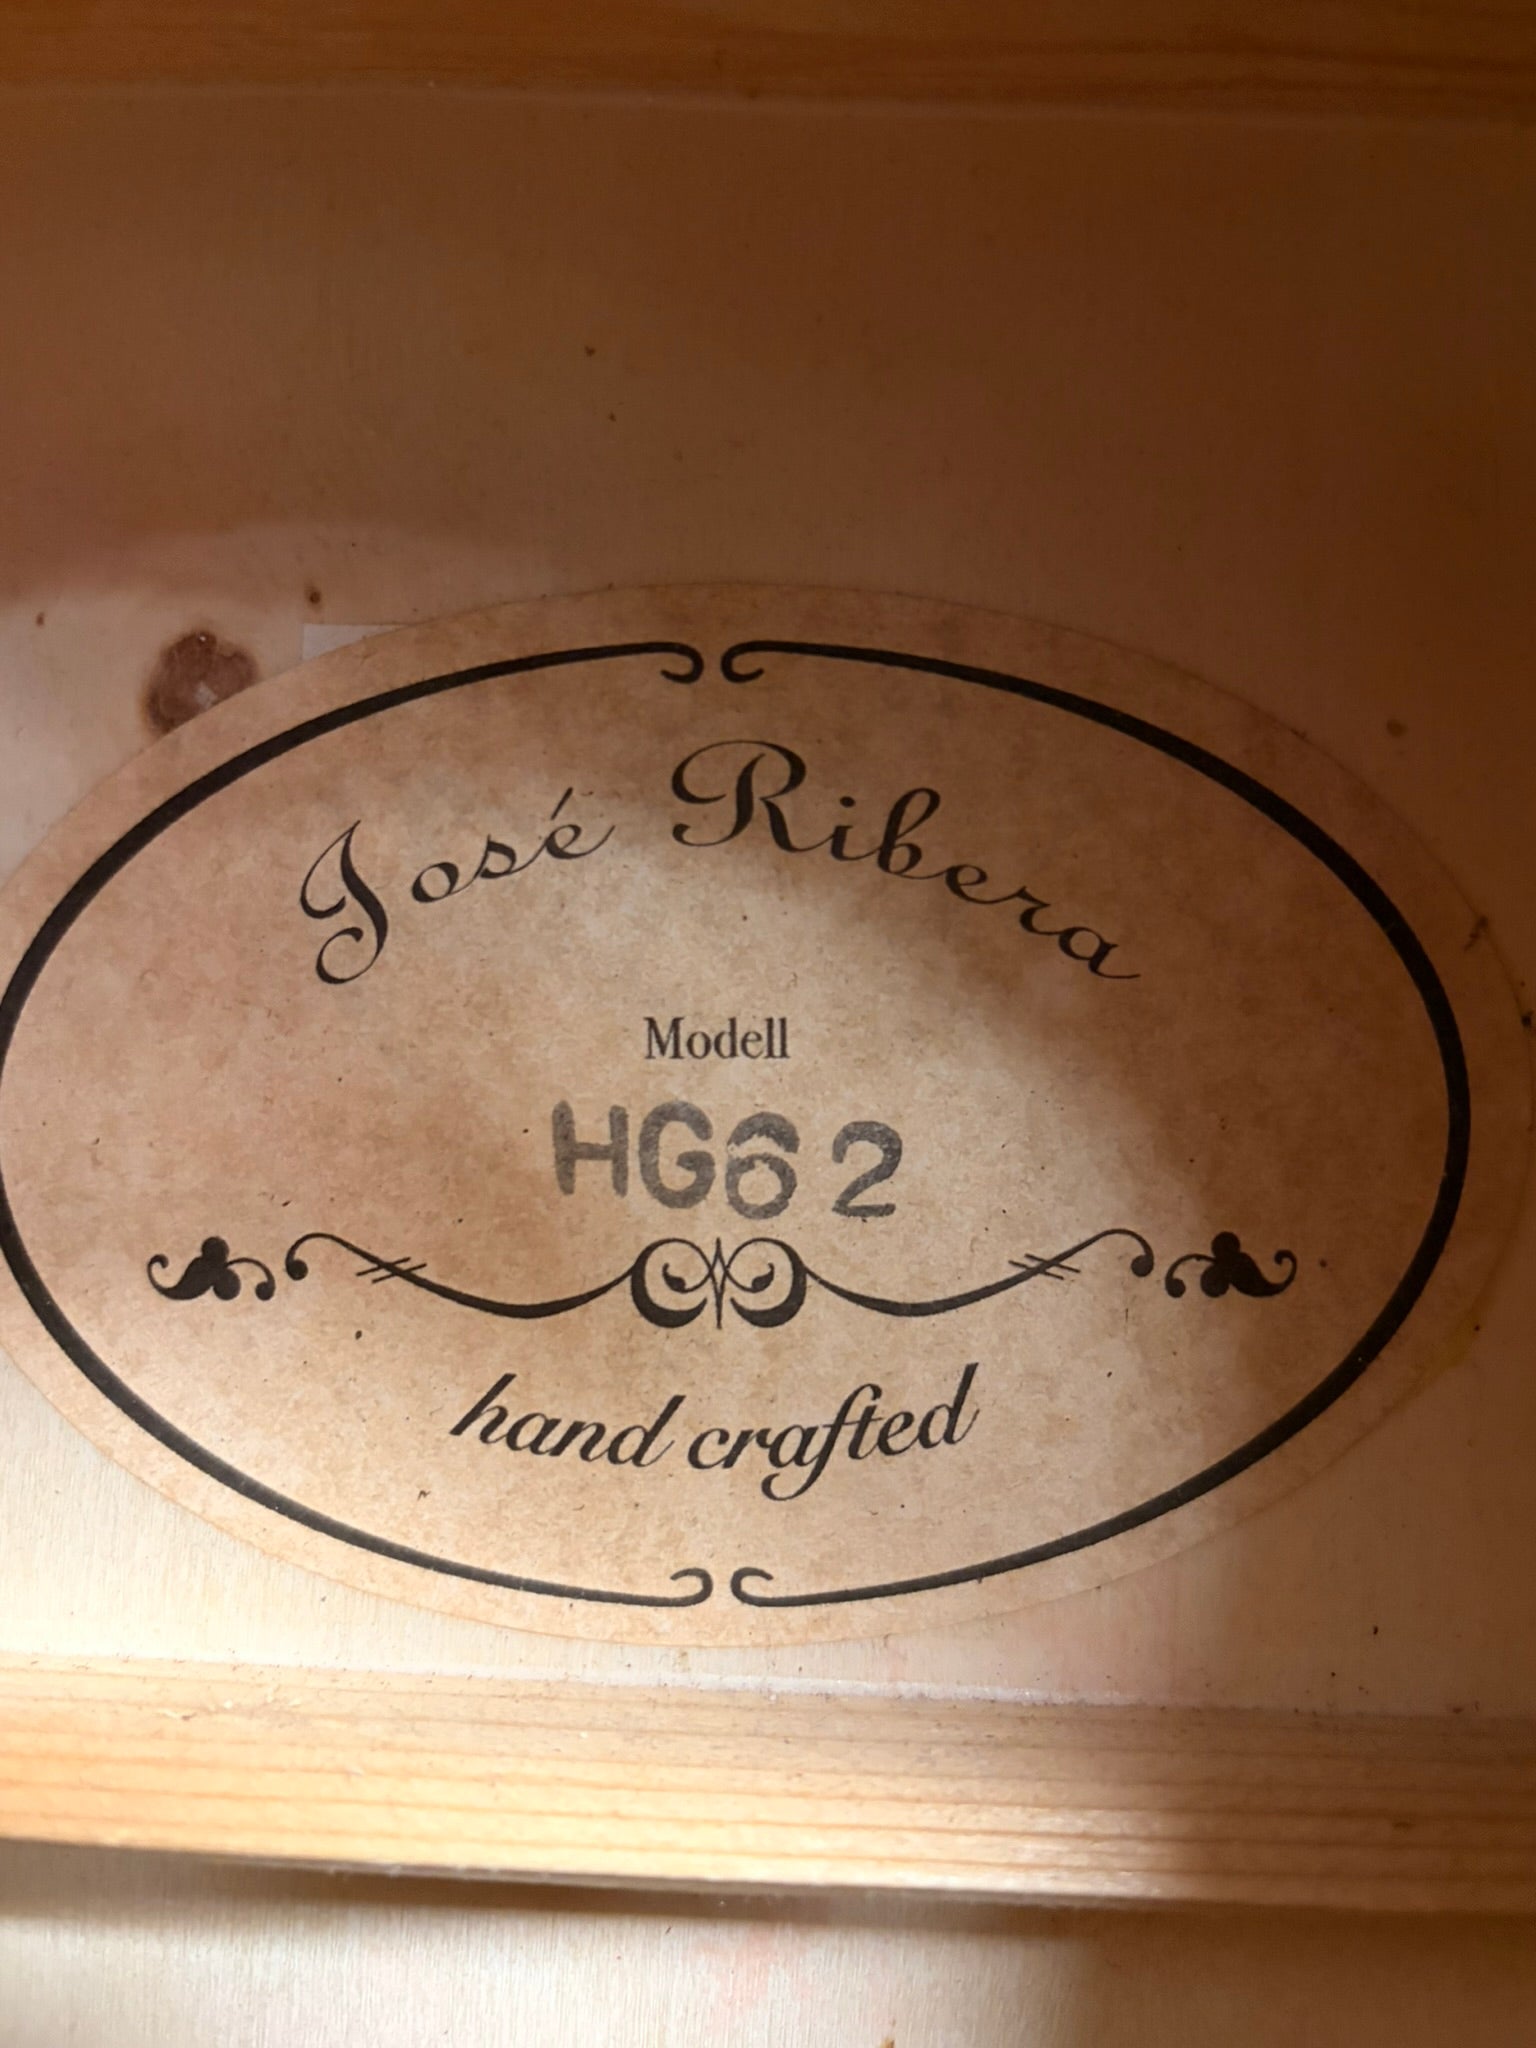 José Ribera
Modell
HG62
hand crafted